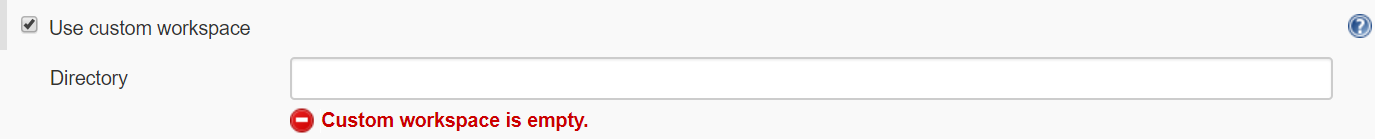 Use custom workspace
?
Directory
Custom workspace is empty.